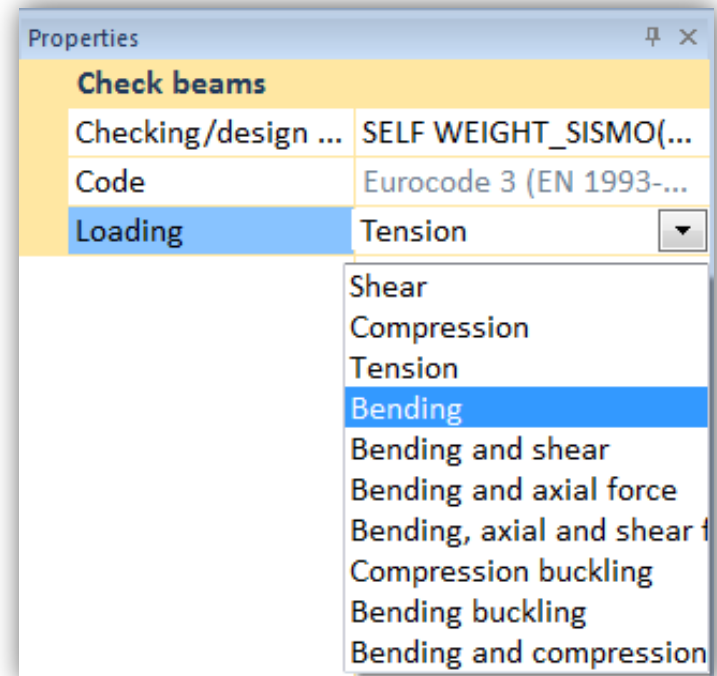 Properties
Check beams
Checking/design ... SELF WEIGHT_SISMO(...
Code Eurocode 3 (EN 1993-...
Loading Tension
Shear
Compression
Tension
Bending
Bending and shear
Bending and axial force
Bending, axial and shear
Compression buckling
Bending buckling
Bending and compression